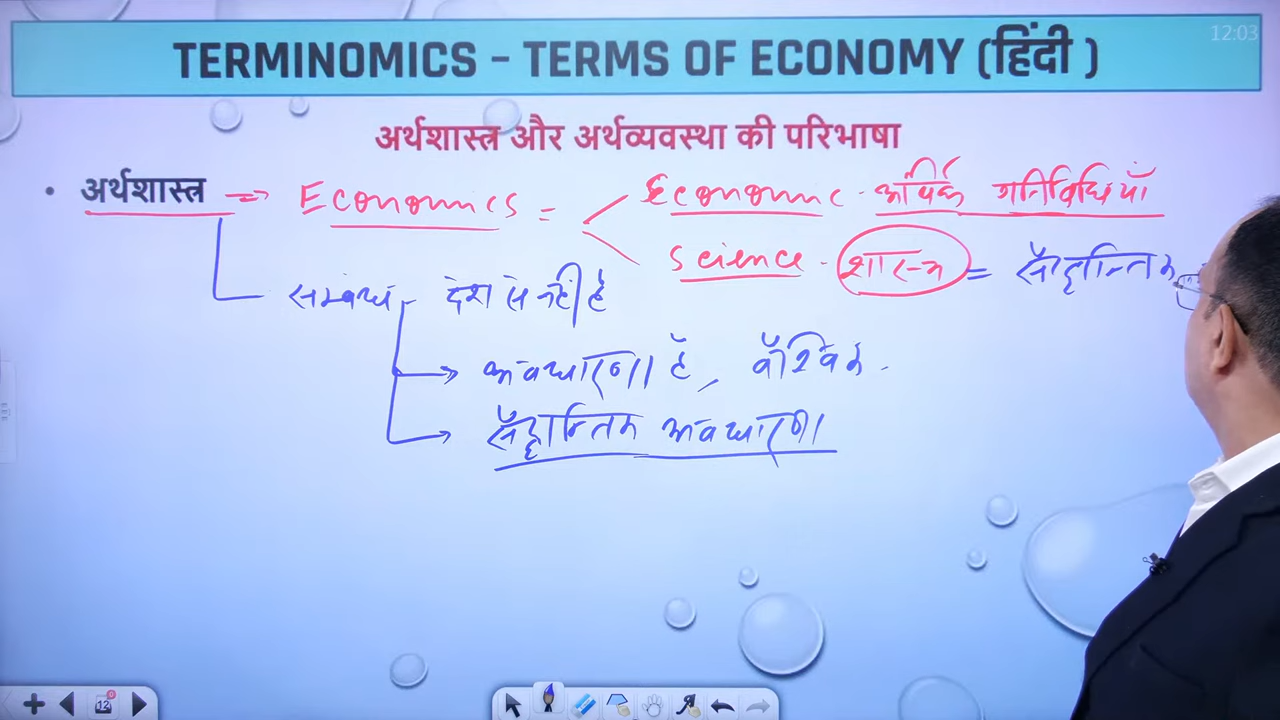 12:03
TERMINOMICS – TERMS OF ECONOMY (हिंदी )
अर्थशास्त्र और अर्थव्यवस्था की परिभाषा
• अर्थशास्त्र => Economics = Economic - आर्थिक गतिविधियाँ
Science - शास्त्र = सैद्धान्तिक
सम्बंध - देश से नहीं है
→ अवधारणा है, वैश्विक
→ सैद्धान्तिक अवधारणा
12